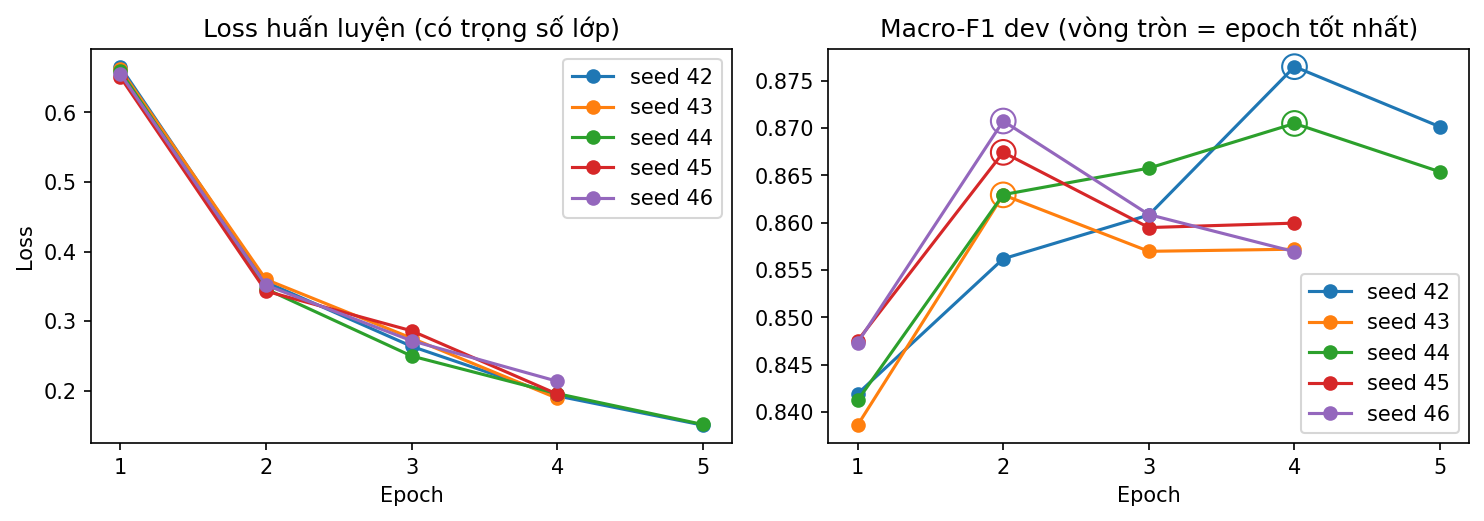 Loss huấn luyện (có trọng số lớp)
Loss
0.6
0.5
0.4
0.3
0.2
1 2 3 4 5
Epoch
seed 42
seed 43
seed 44
seed 45
seed 46
Macro-F1 dev (vòng tròn = epoch tốt nhất)
0.875
0.870
0.865
0.860
0.855
0.850
0.845
0.840
1 2 3 4 5
Epoch
seed 42
seed 43
seed 44
seed 45
seed 46